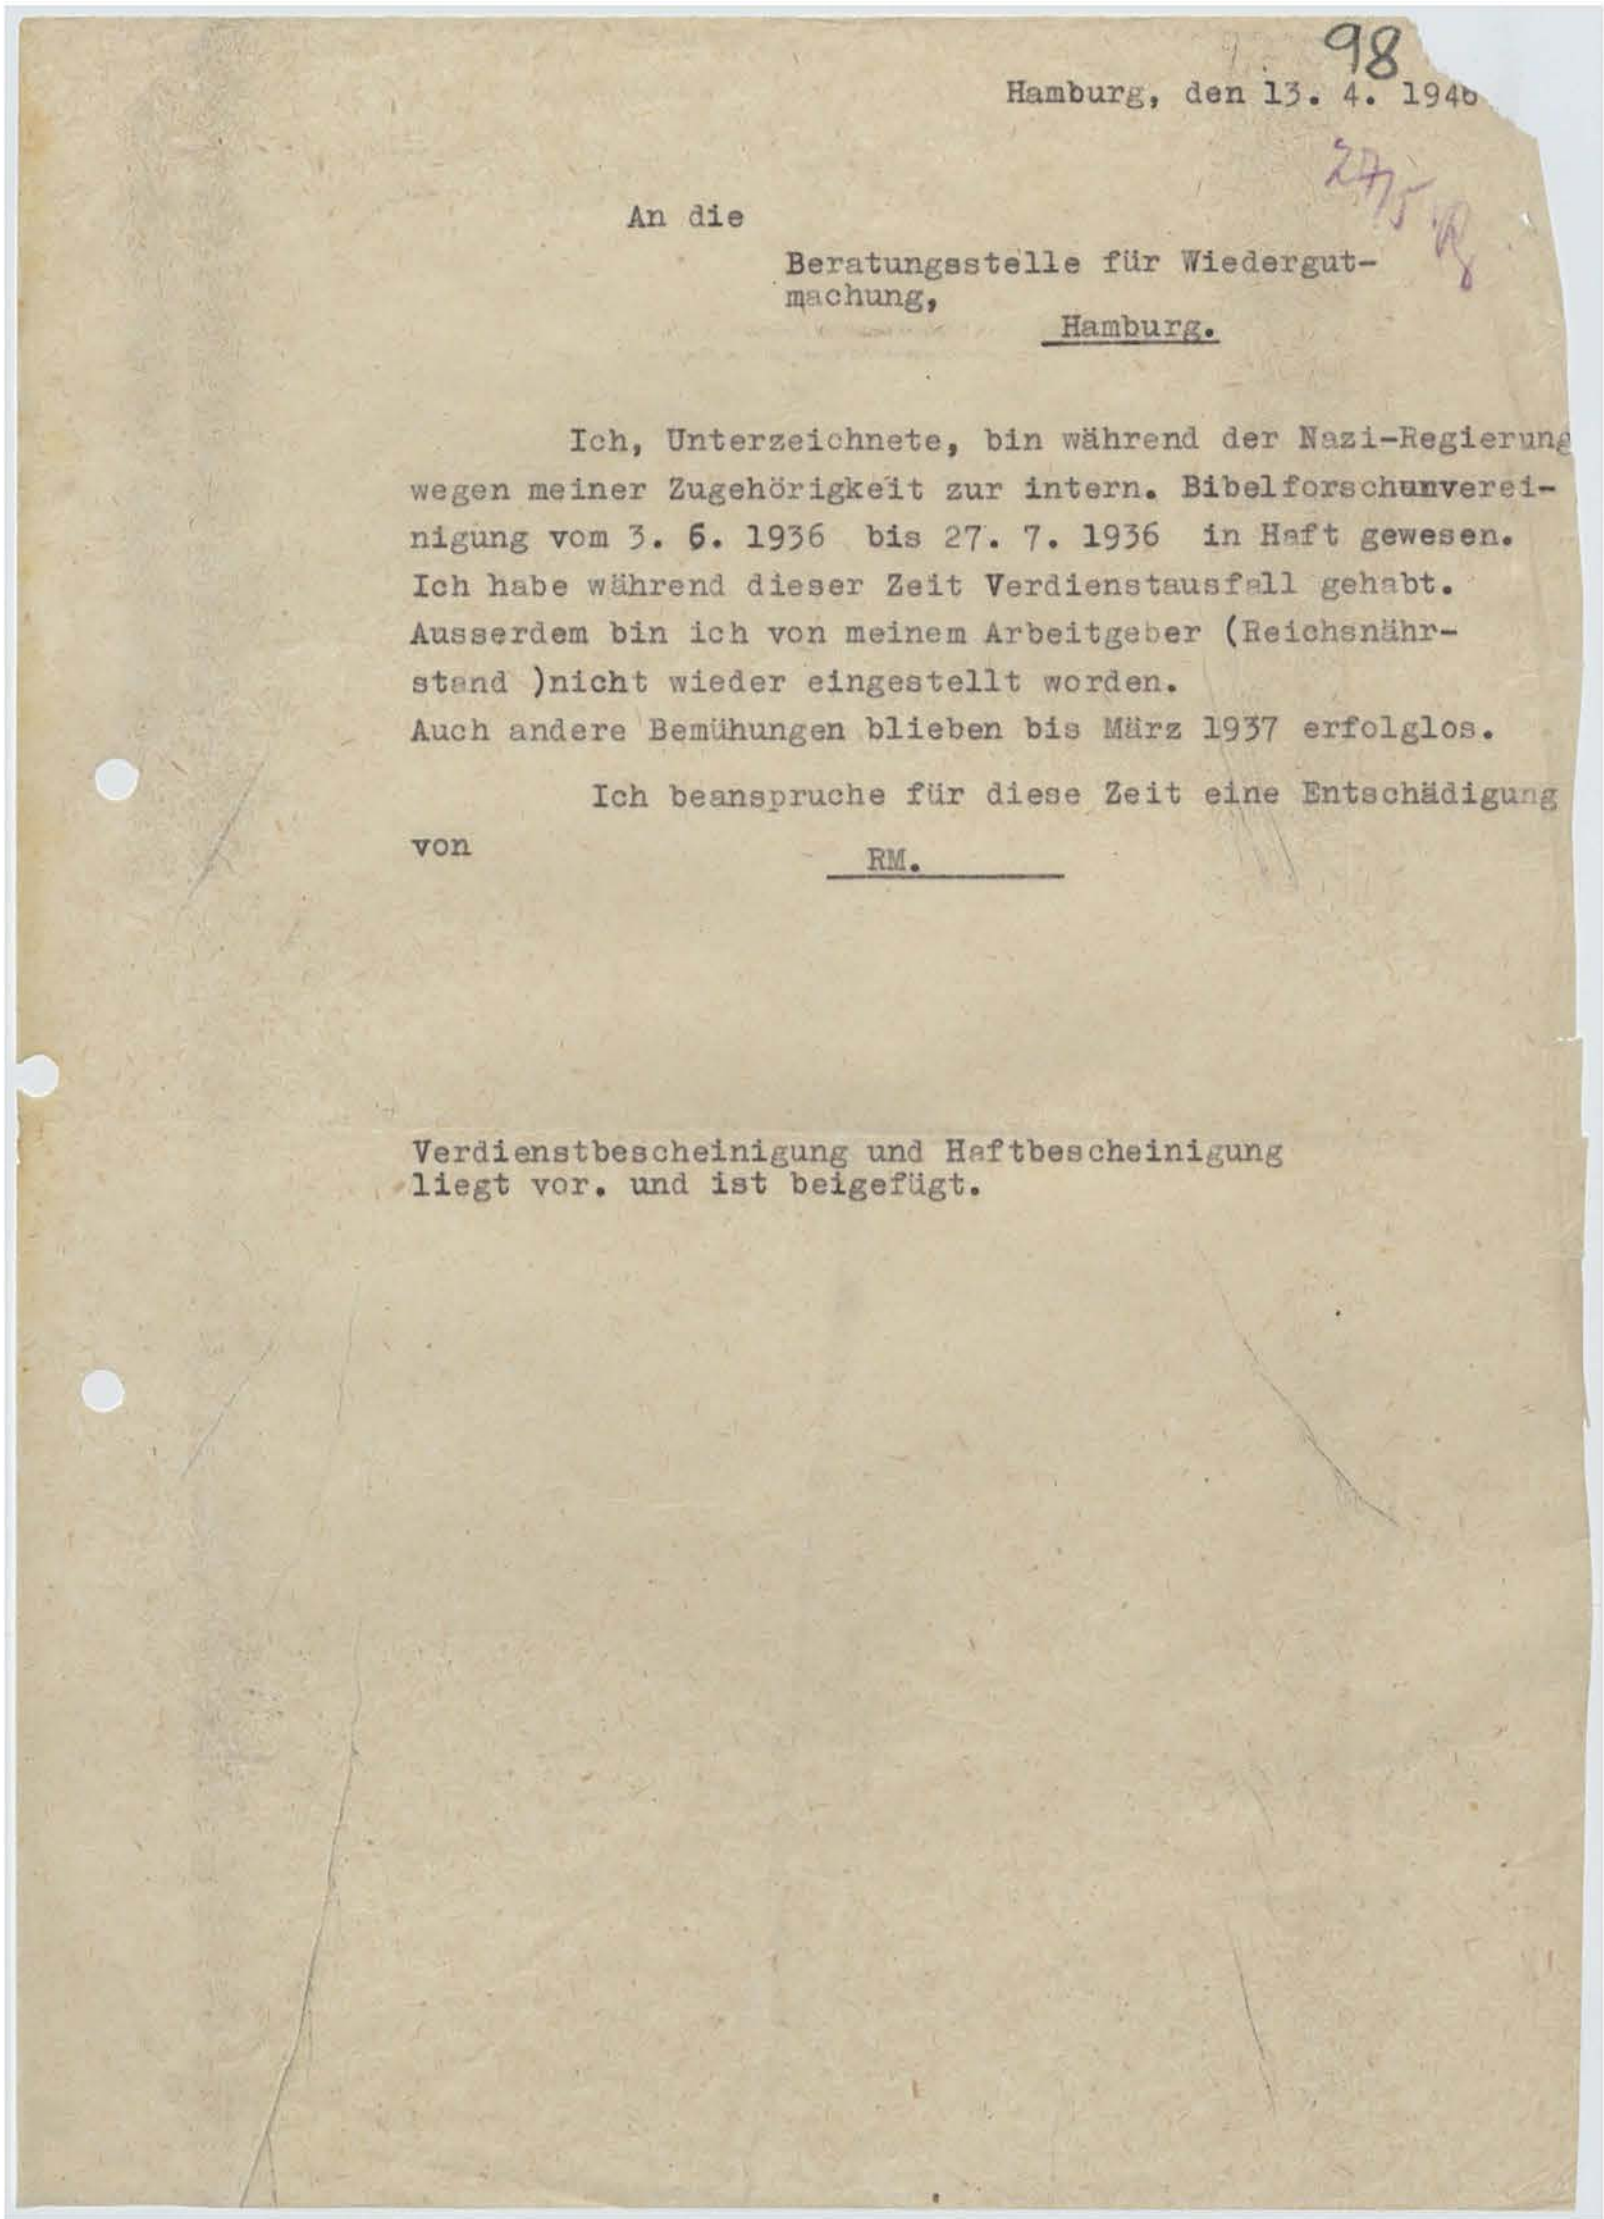 98
Hamburg, den 13. 4. 1946
27/5
An die
Beratungsstelle für Wiedergut-
machung,
Hamburg.
Ich, Unterzeichnete, bin während der Nazi-Regierung
wegen meiner Zugehörigkeit zur intern. Bibelforschunverei-
nigung vom 3. 6. 1936 bis 27. 7. 1936 in Haft gewesen.
Ich habe während dieser Zeit Verdienstausfall gehabt.
Ausserdem bin ich von meinem Arbeitgeber (Reichsnähr-
stand )nicht wieder eingestellt worden.
Auch andere Bemühungen blieben bis März 1937 erfolglos.
Ich beanspruche für diese Zeit eine Entschädigung
von RM.
Verdienstbescheinigung und Haftbescheinigung
liegt vor. und ist beigefügt.